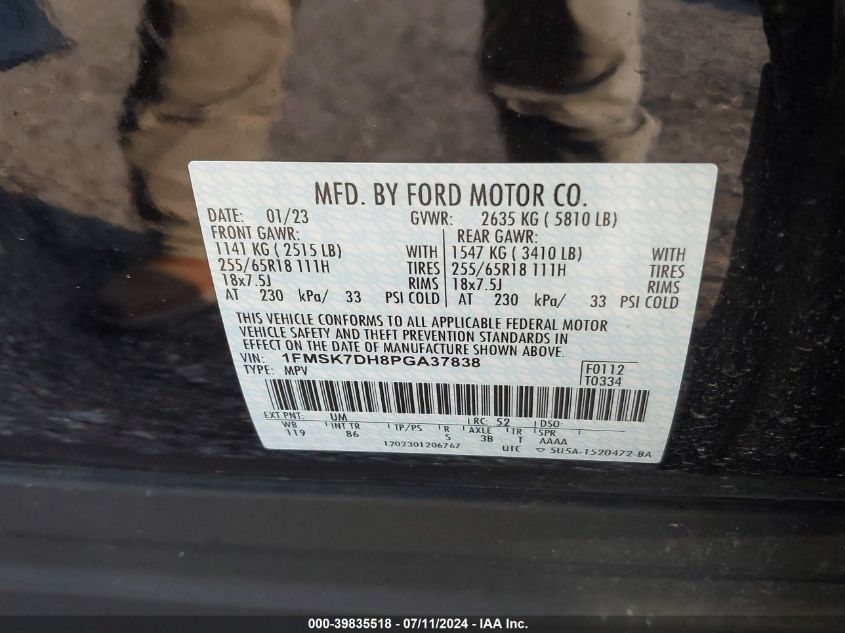 MFD. BY FORD MOTOR CO.
DATE: 01/23 GVWR: 2635 KG ( 5810 LB)
FRONT GAWR: REAR GAWR:
1141 KG ( 2515 LB) WITH 1547 KG ( 3410 LB) WITH
255/65R18 111H TIRES 255/65R18 111H TIRES
18x7.5J RIMS 18x7.5J RIMS
AT 230 kPa/ 33 PSI COLD AT 230 kPa/ 33 PSI COLD
THIS VEHICLE CONFORMS TO ALL APPLICABLE FEDERAL MOTOR
VEHICLE SAFETY AND THEFT PREVENTION STANDARDS IN
EFFECT ON THE DATE OF MANUFACTURE SHOWN ABOVE.
VIN: 1FMSK7DH8PGA37838 F0112
TYPE: MPV T0334
EXT PNT: UM RC: 52 DSO:
WB INT TR TP/PS R AXLE TR SPR
119 86 S 3B T AAAA
12023012067​67 UTC ▽ 5U5A-1520472-BA
000-39835518 - 07/11/2024 - IAA Inc.